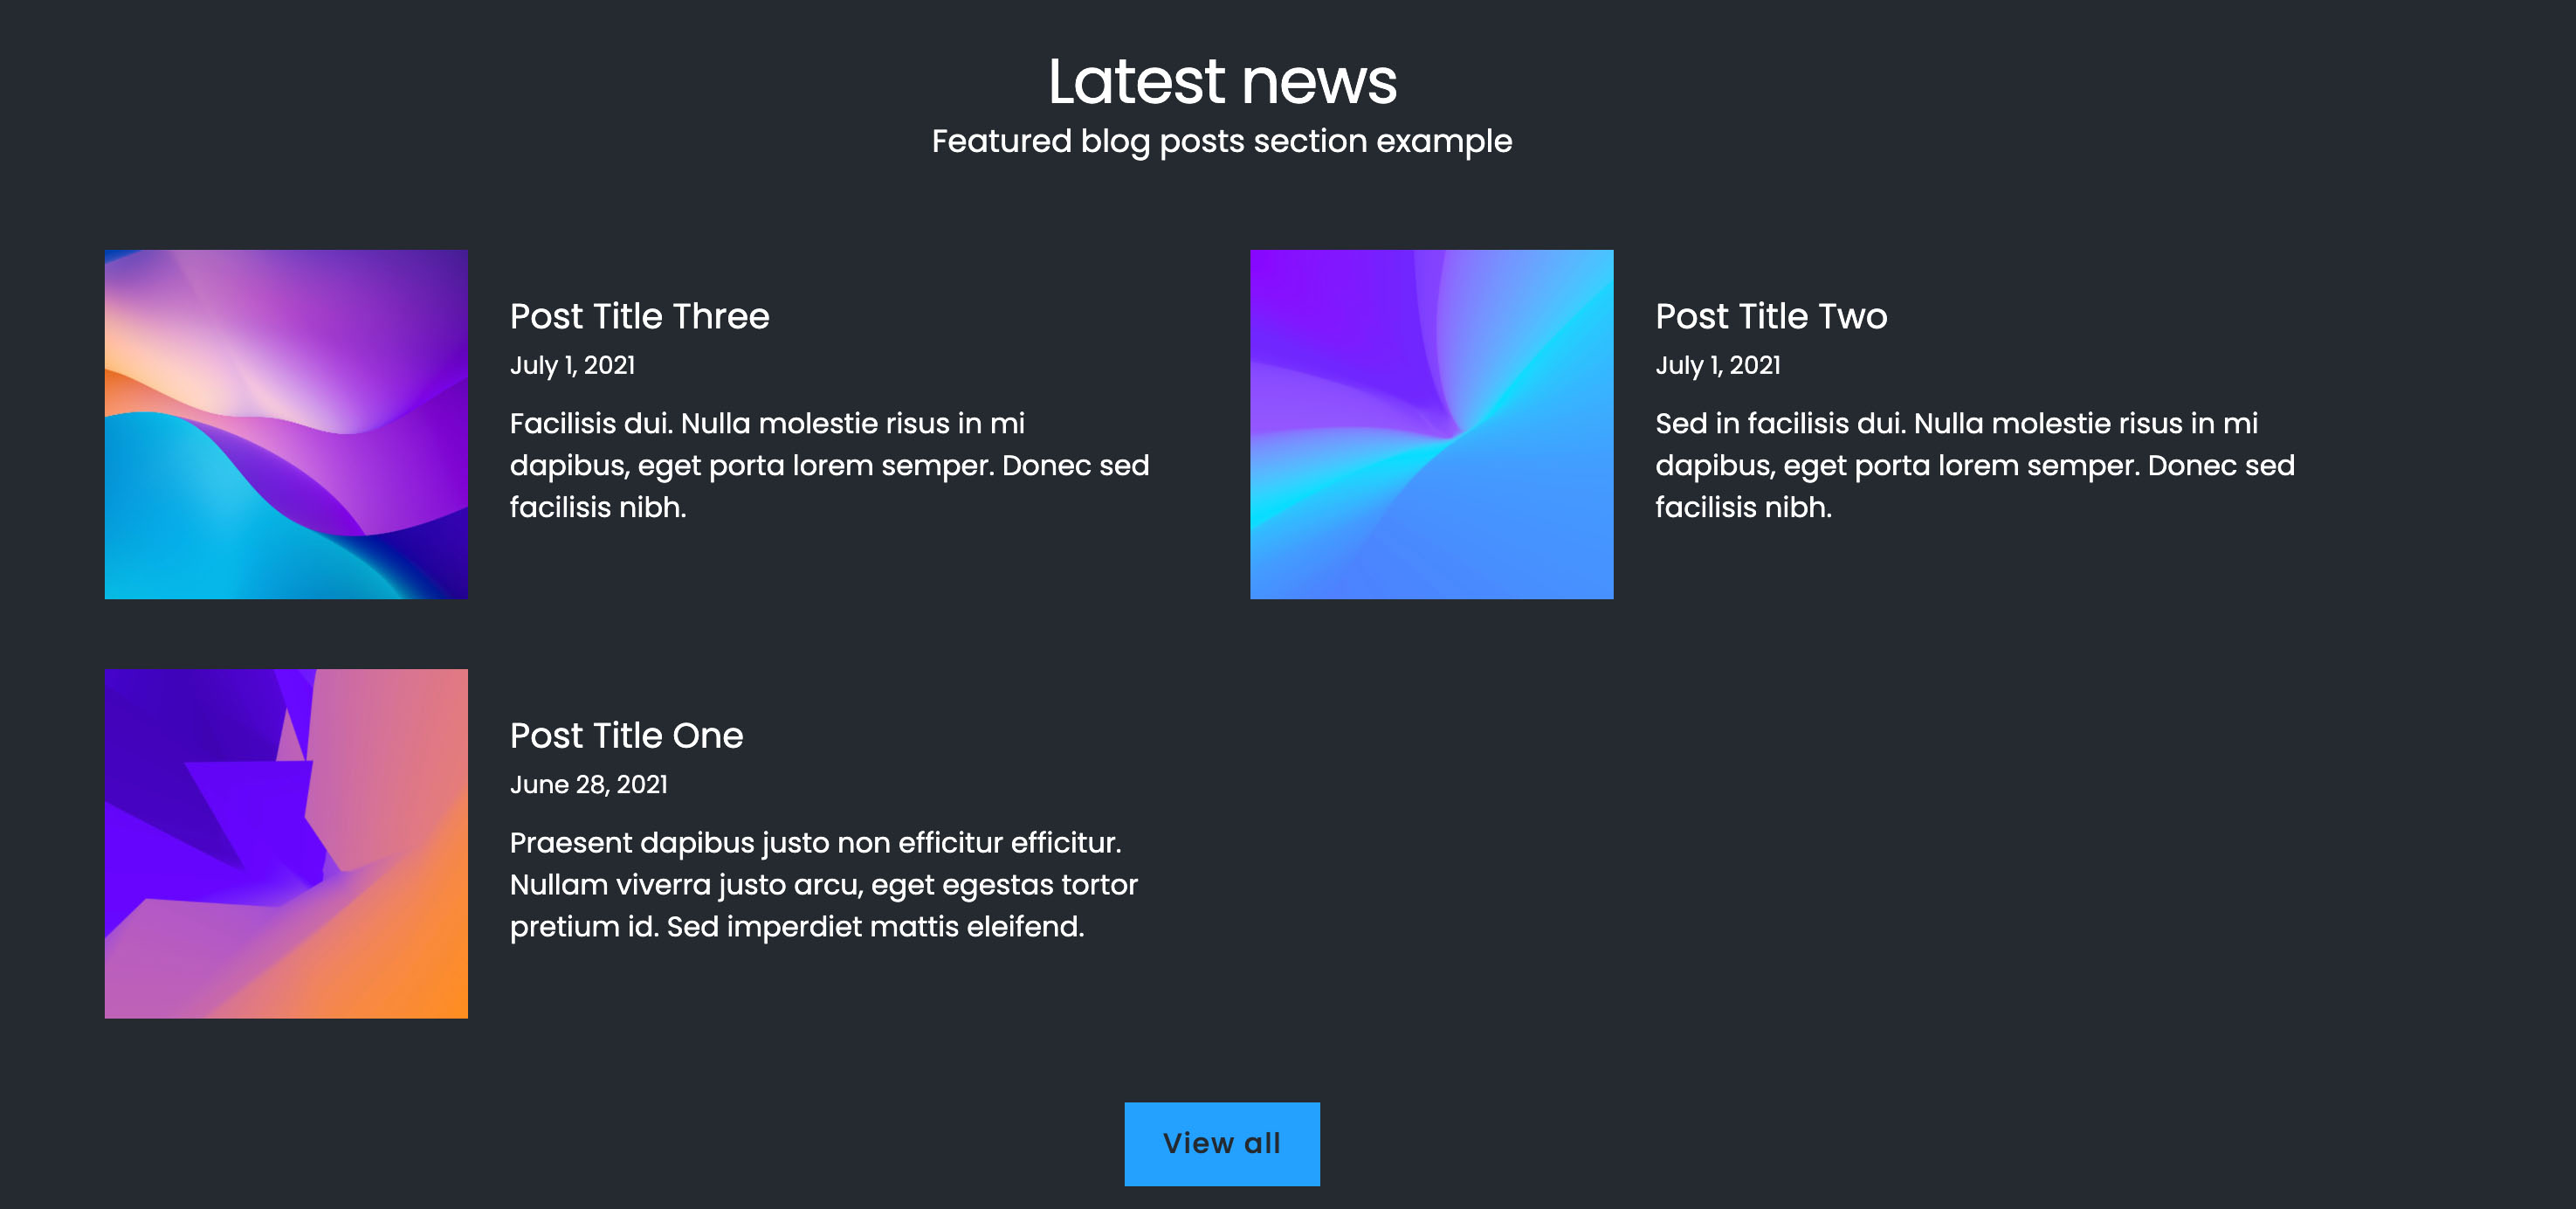 Latest news
Featured blog posts section example
Post Title Three
July 1, 2021
Facilisis dui. Nulla molestie risus in mi
dapibus, eget porta lorem semper. Donec sed
facilisis nibh.
Post Title Two
July 1, 2021
Sed in facilisis dui. Nulla molestie risus in mi
dapibus, eget porta lorem semper. Donec sed
facilisis nibh.
Post Title One
June 28, 2021
Praesent dapibus justo non efficitur efficitur.
Nullam viverra justo arcu, eget egestas tortor
pretium id. Sed imperdiet mattis eleifend.
View all